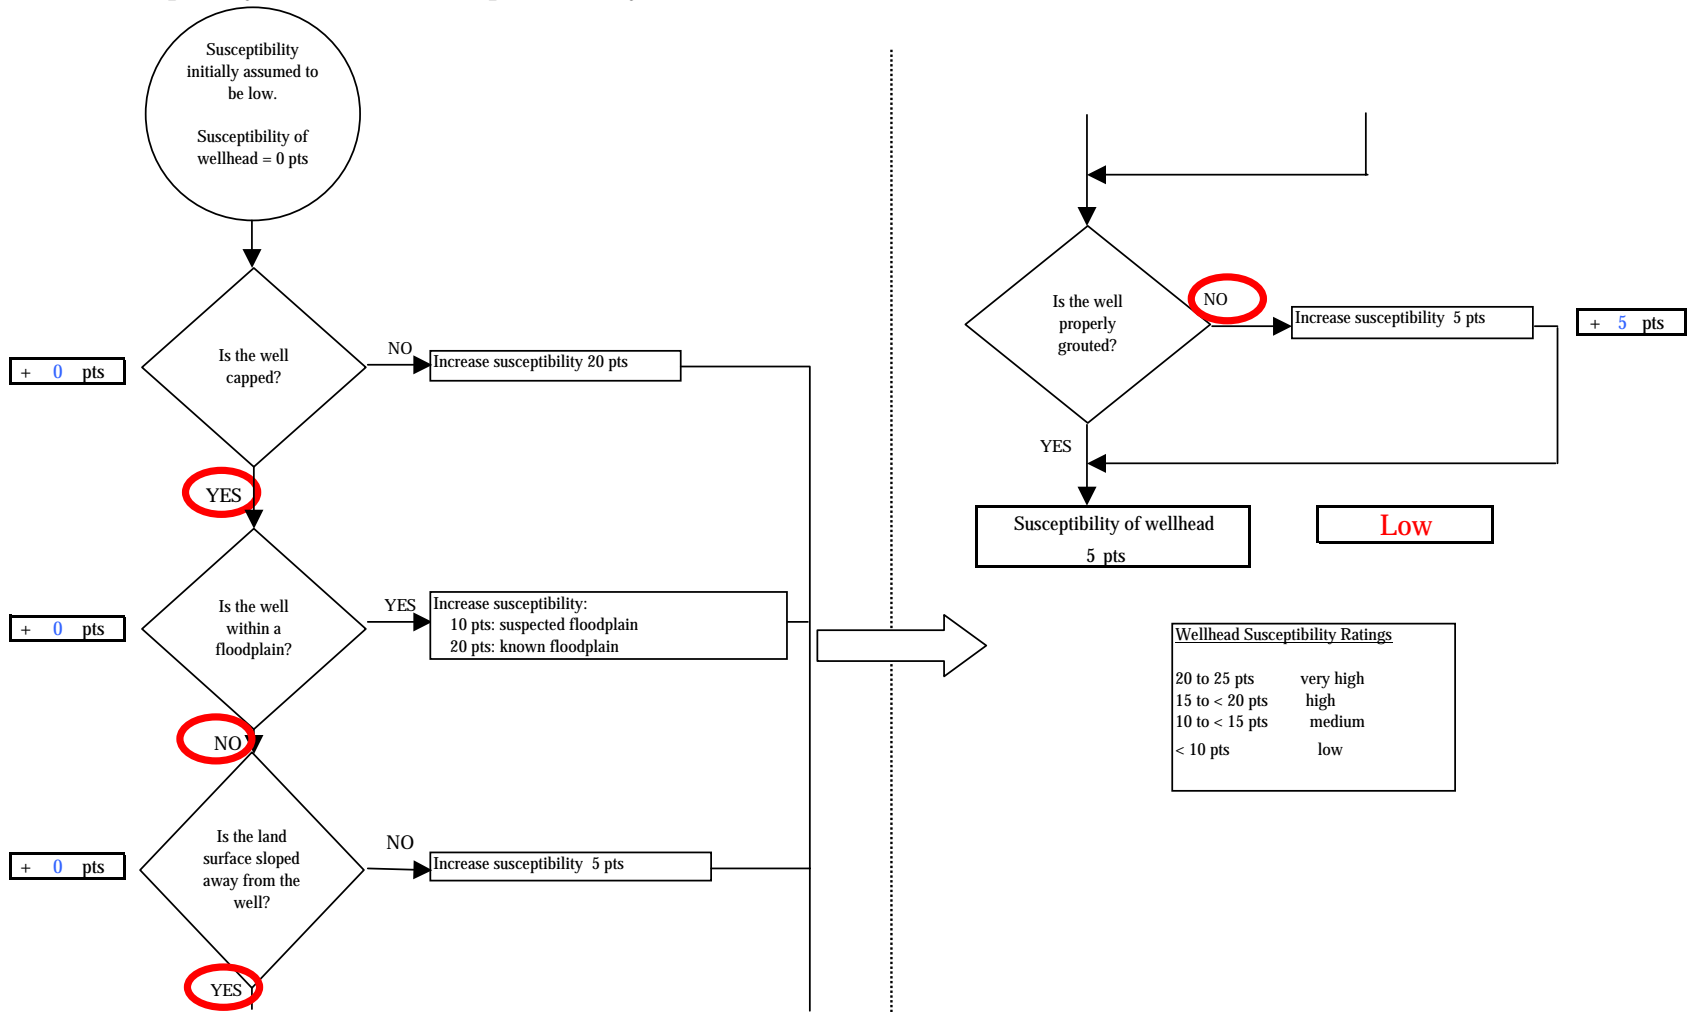 Susceptibility
initially assumed to
be low.
Susceptibility of
wellhead = 0 pts
Is the well
capped?
NO
Increase susceptibility 20 pts
+ 0 pts
YES
Is the well
within a
floodplain?
YES
Increase susceptibility:
10 pts: suspected floodplain
20 pts: known floodplain
+ 0 pts
NO
Is the land
surface sloped
away from the
well?
NO
Increase susceptibility 5 pts
+ 0 pts
YES
Is the well
properly
grouted?
NO
Increase susceptibility 5 pts
+ 5 pts
YES
Susceptibility of wellhead
5 pts
Low
Wellhead Susceptibility Ratings
20 to 25 pts very high
15 to < 20 pts high
10 to < 15 pts medium
< 10 pts low